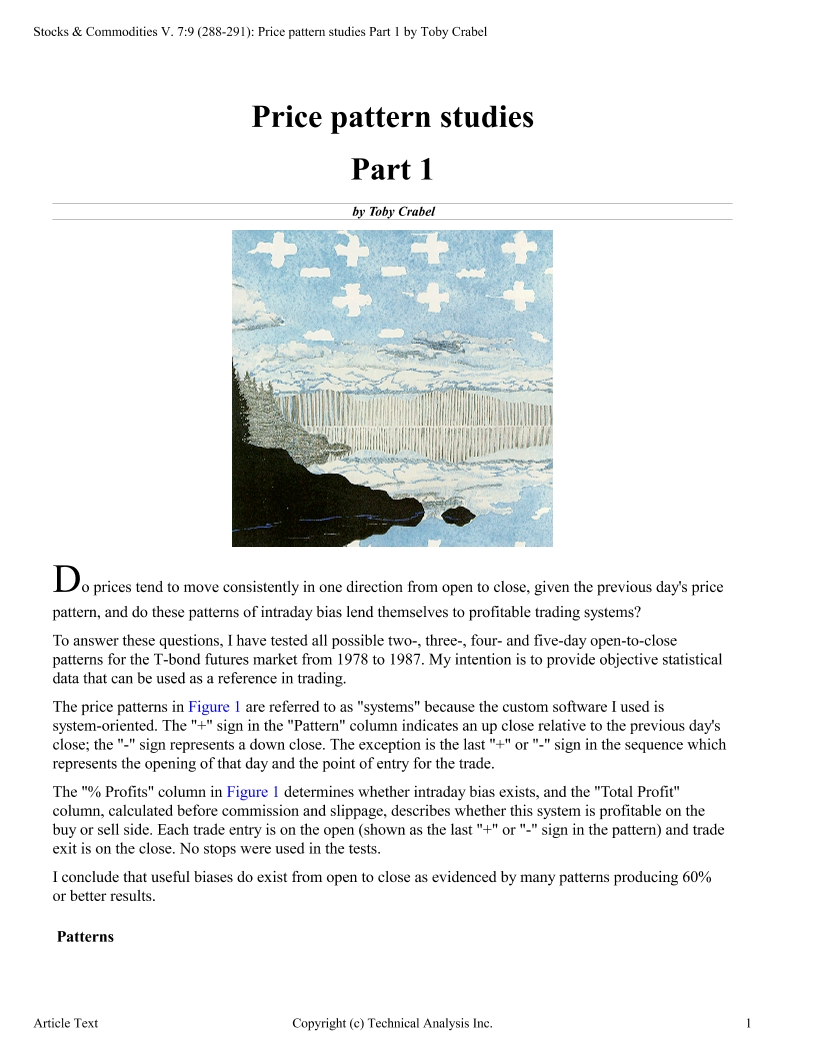 Stocks & Commodities V. 7:9 (288-291): Price pattern studies Part 1 by Toby Crabel
Price pattern studies
Part 1
by Toby Crabel
Do prices tend to move consistently in one direction from open to close, given the previous day's price
pattern, and do these patterns of intraday bias lend themselves to profitable trading systems?
To answer these questions, I have tested all possible two-, three-, four- and five-day open-to-close
patterns for the T-bond futures market from 1978 to 1987. My intention is to provide objective statistical
data that can be used as a reference in trading.
The price patterns in Figure 1 are referred to as "systems" because the custom software I used is
system-oriented. The "+" sign in the "Pattern" column indicates an up close relative to the previous day's
close; the "-" sign represents a down close. The exception is the last "+" or "-" sign in the sequence which
represents the opening of that day and the point of entry for the trade.
The "% Profits" column in Figure 1 determines whether intraday bias exists, and the "Total Profit"
column, calculated before commission and slippage, describes whether this system is profitable on the
buy or sell side. Each trade entry is on the open (shown as the last "+" or "-" sign in the pattern) and trade
exit is on the close. No stops were used in the tests.
I conclude that useful biases do exist from open to close as evidenced by many patterns producing 60%
or better results.
Patterns
Article Text
Copyright (c) Technical Analysis Inc.
1